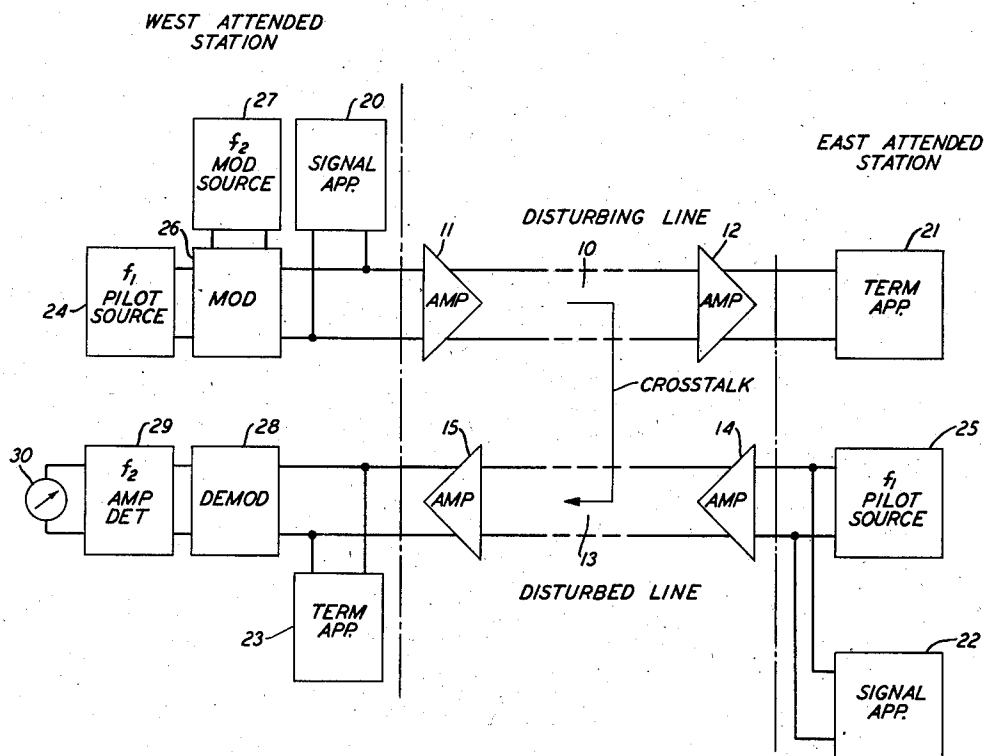 WEST ATTENDED
STATION
27
20
f2
MOD
SOURCE
SIGNAL
APP.
EAST ATTENDED
STATION
DISTURBING LINE
26
11
10
12
21
f1
PILOT
SOURCE
MOD
AMP
AMP
TERM
APP.
24
CROSSTALK
30
29
28
15
14
25
f2
AMP
DET
DEMOD
AMP
AMP
f1
PILOT
SOURCE
13
DISTURBED LINE
TERM
APP.
23
22
SIGNAL
APP.